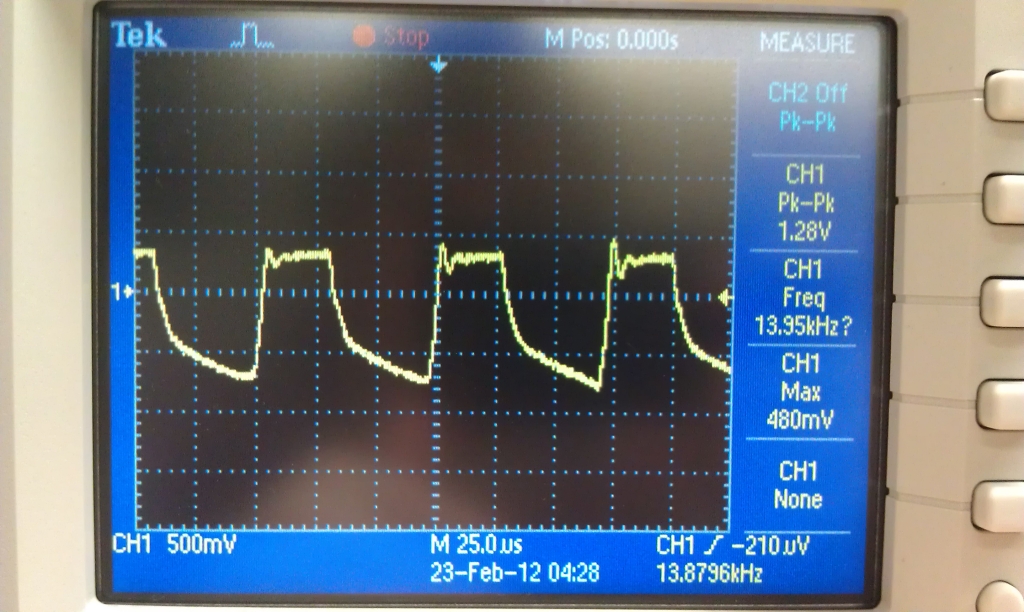 Tek Stop M Pos: 0.000s MEASURE
CH2 Off
Pk-Pk
CH1
Pk-Pk
1.28V
1
CH1
Freq
13.95kHz?
CH1
Max
480mV
CH1
None
CH1 500mV M 25.0us CH1 -210uV
23-Feb-12 04:28 13.8796kHz